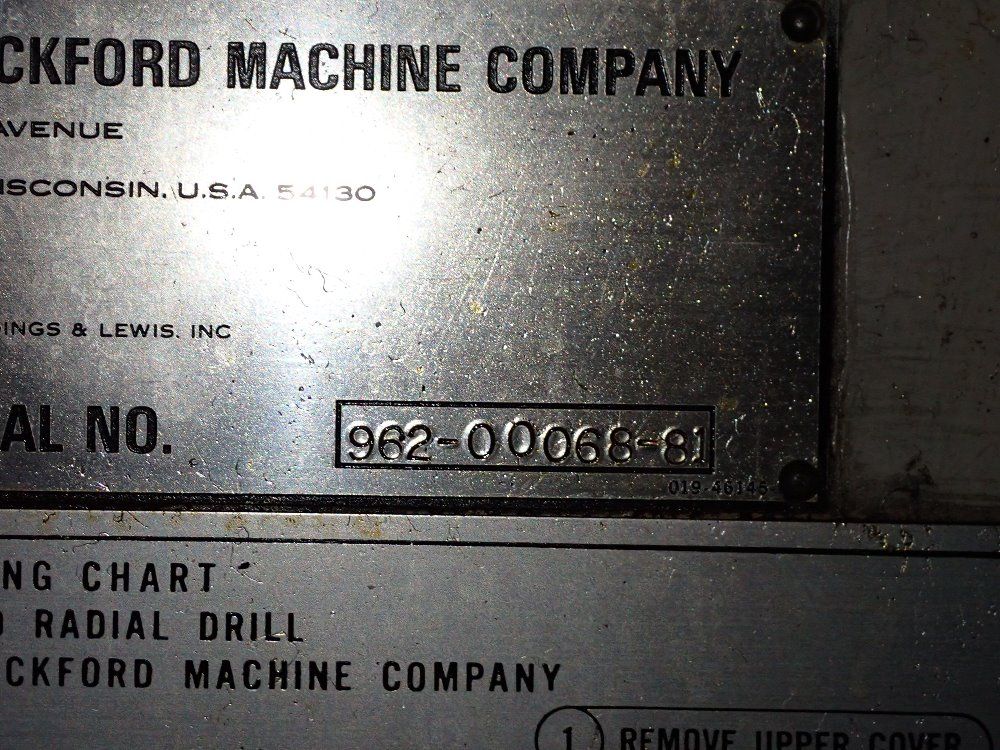 CKFORD MACHINE COMPANY
AVENUE
ISCONSIN. U.S.A. 54130
DINGS & LEWIS. INC
AL NO. 962-00068-81
019-46146
NG CHART
O RADIAL DRILL
CKFORD MACHINE COMPANY
1 REMOVE UPPER COVER